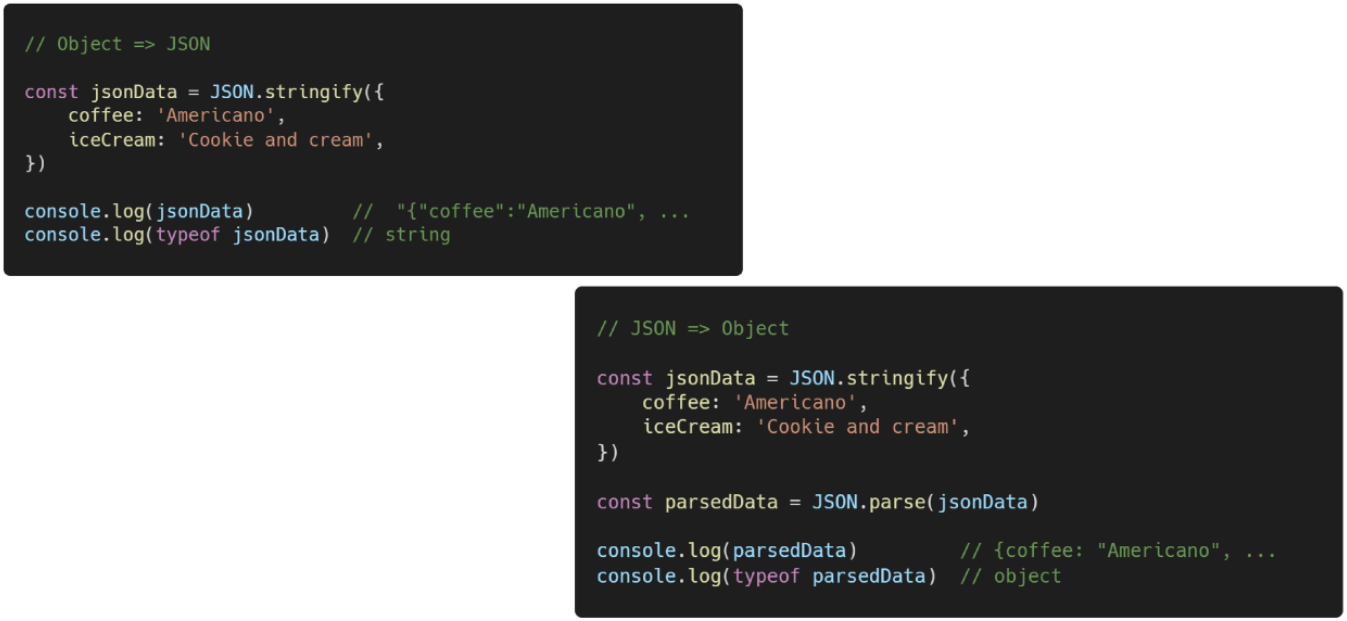 // Object => JSON
const jsonData = JSON.stringify({
    coffee: 'Americano',
    iceCream: 'Cookie and cream',
})
console.log(jsonData)         //  "{"coffee":"Americano", ...
console.log(typeof jsonData)  // string
// JSON => Object
const jsonData = JSON.stringify({
    coffee: 'Americano',
    iceCream: 'Cookie and cream',
})
const parsedData = JSON.parse(jsonData)
console.log(parsedData)         // {coffee: "Americano", ...
console.log(typeof parsedData)  // object